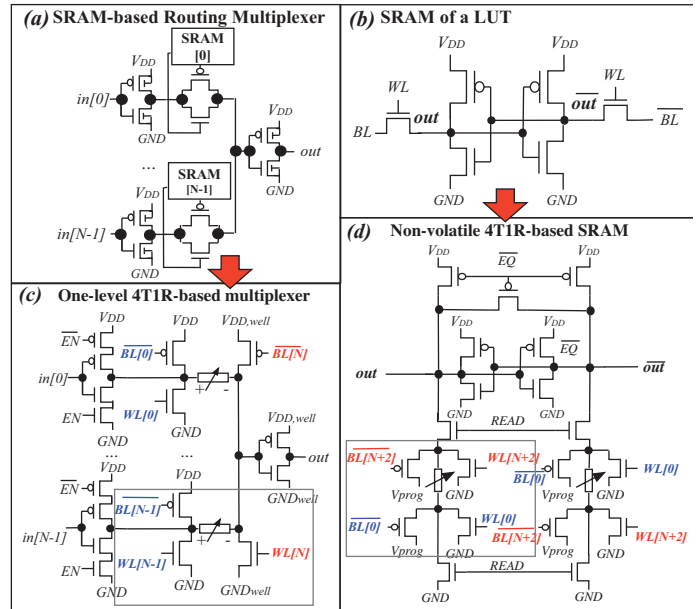 (a) SRAM-based Routing Multiplexer
SRAM
[0]
VDD
in[0]
GND
VDD
out
GND
...
VDD
SRAM
[N-1]
in[N-1]
GND
(b) SRAM of a LUT
VDD
VDD
WL
WL
out
out
BL
BL
GND
GND
(c) One-level 4T1R-based multiplexer
VDD
VDD
VDD,well
EN
BL[0]
BL[N]
in[0]
+
-
EN
WL[0]
GND
GND
VDD,well
out
GNDwell
...
...
VDD
VDD
EN
BL[N-1]
in[N-1]
+
-
EN
WL[N-1]
WL[N]
GND
GND
GNDwell
(d) Non-volatile 4T1R-based SRAM
VDD
VDD
EQ
VDD
VDD
EQ
out
out
GND
GND
READ
BL[N+2]
WL[N+2]
WL[0]
BL[0]
Vprog
GND
Vprog
GND
BL[0]
WL[0]
BL[N+2]
WL[N+2]
Vprog
GND
Vprog
GND
READ
GND